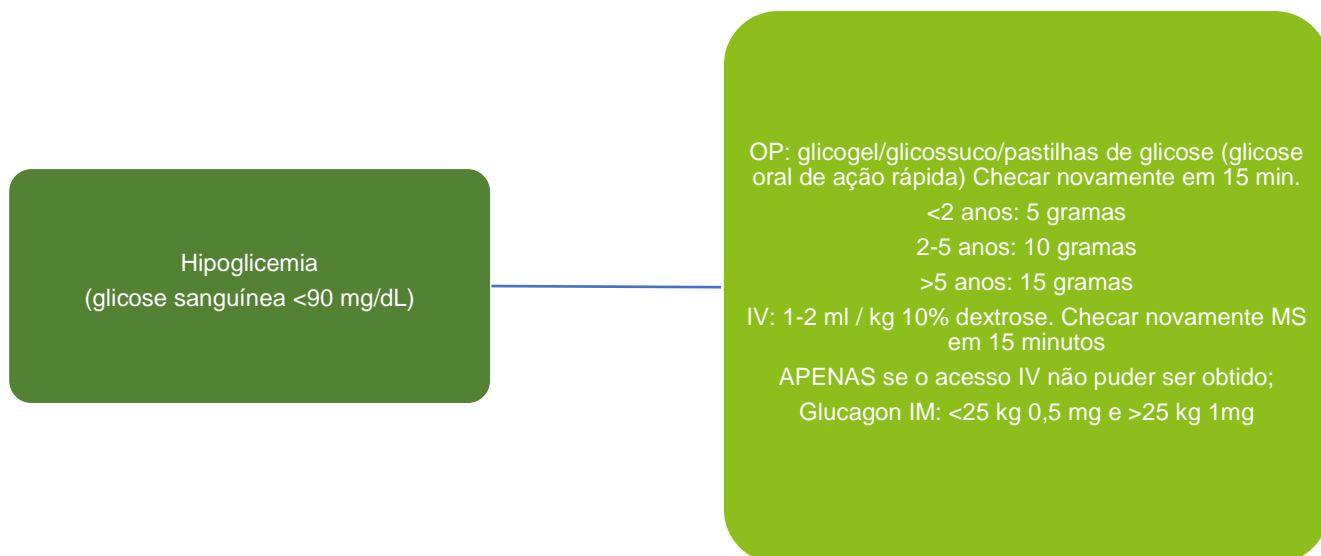 Hipoglicemia
(glicose sanguínea <90 mg/dL)
OP: glicogel/glicossuco/pastilhas de glicose (glicose
oral de ação rápida) Checar novamente em 15 min.
<2 anos: 5 gramas
2-5 anos: 10 gramas
>5 anos: 15 gramas
IV: 1-2 ml / kg 10% dextrose. Checar novamente MS
em 15 minutos
APENAS se o acesso IV não puder ser obtido;
Glucagon IM: <25 kg 0,5 mg e >25 kg 1mg